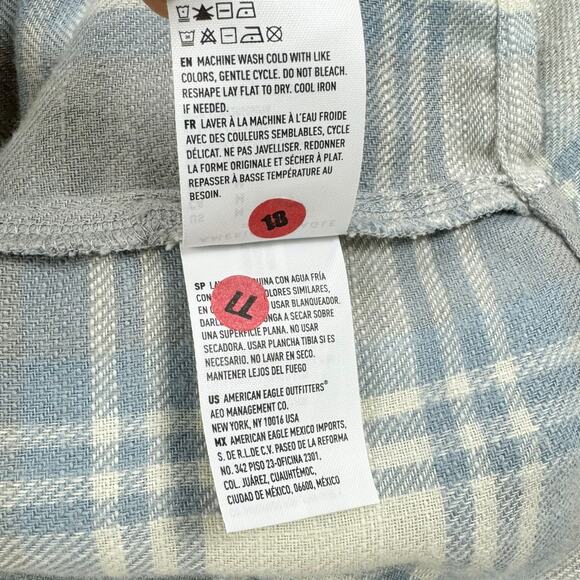 EN MACHINE WASH COLD WITH LIKE
COLORS, GENTLE CYCLE. DO NOT BLEACH.
RESHAPE LAY FLAT TO DRY. COOL IRON
IF NEEDED.
FR LAVER À LA MACHINE À L'EAU FROIDE
AVEC DES COULEURS SEMBLABLES, CYCLE
DÉLICAT. NE PAS JAVELLISER. REDONNER
LA FORME ORIGINALE ET SÉCHER À PLAT.
REPASSER À BASSE TEMPÉRATURE AU
BESOIN.
18
SP CON AGUA FRÍA
SIMILARES,
USAR BLANQUEADOR.
A SECAR SOBRE
UNA SUPERFICIE PLANA. NO USAR
SECADORA. USAR PLANCHA TIBIA SI ES
NECESARIO. NO LAVAR EN SECO.
MANTENER LEJOS DEL FUEGO
US AMERICAN EAGLE OUTFITTERS®
AEO MANAGEMENT CO.
NEW YORK, NY 10016 USA
MX AMERICAN EAGLE MEXICO IMPORTS,
S. DE R.L.DE C.V. PASEO DE LA REFORMA
NO. 342 PISO 23-OFICINA 2301,
COL. JUÁREZ, CUAUHTÉMOC,
CIUDAD DE MÉXICO, 06600, MÉXICO